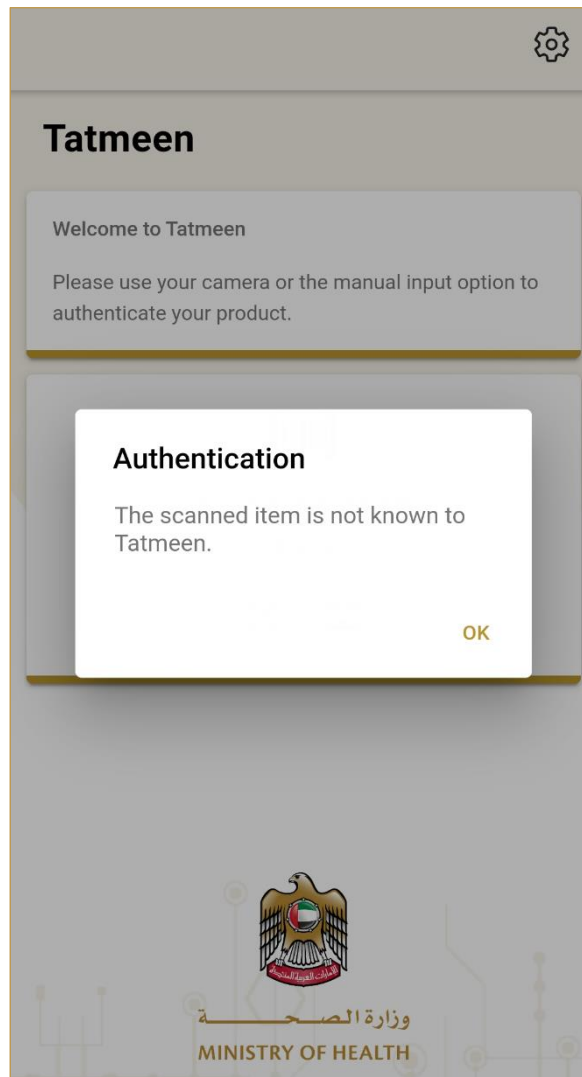 Tatmeen
Welcome to Tatmeen
Please use your camera or the manual input option to
authenticate your product.
Authentication
The scanned item is not known to
Tatmeen.
OK
وزارة الصحة
MINISTRY OF HEALTH